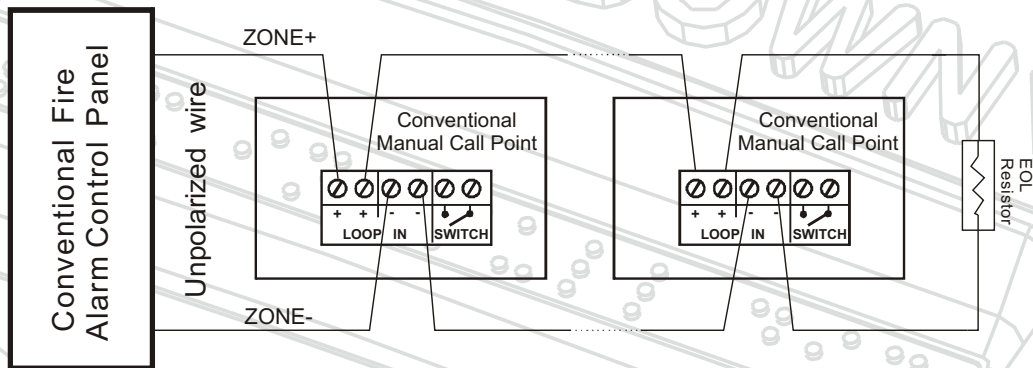 Conventional Fire
Alarm Control Panel
Unpolarized wire
ZONE+
ZONE-
Conventional
Manual Call Point
+ + - -
LOOP IN SWITCH
Conventional
Manual Call Point
+ + - -
LOOP IN SWITCH
EOL
Resistor